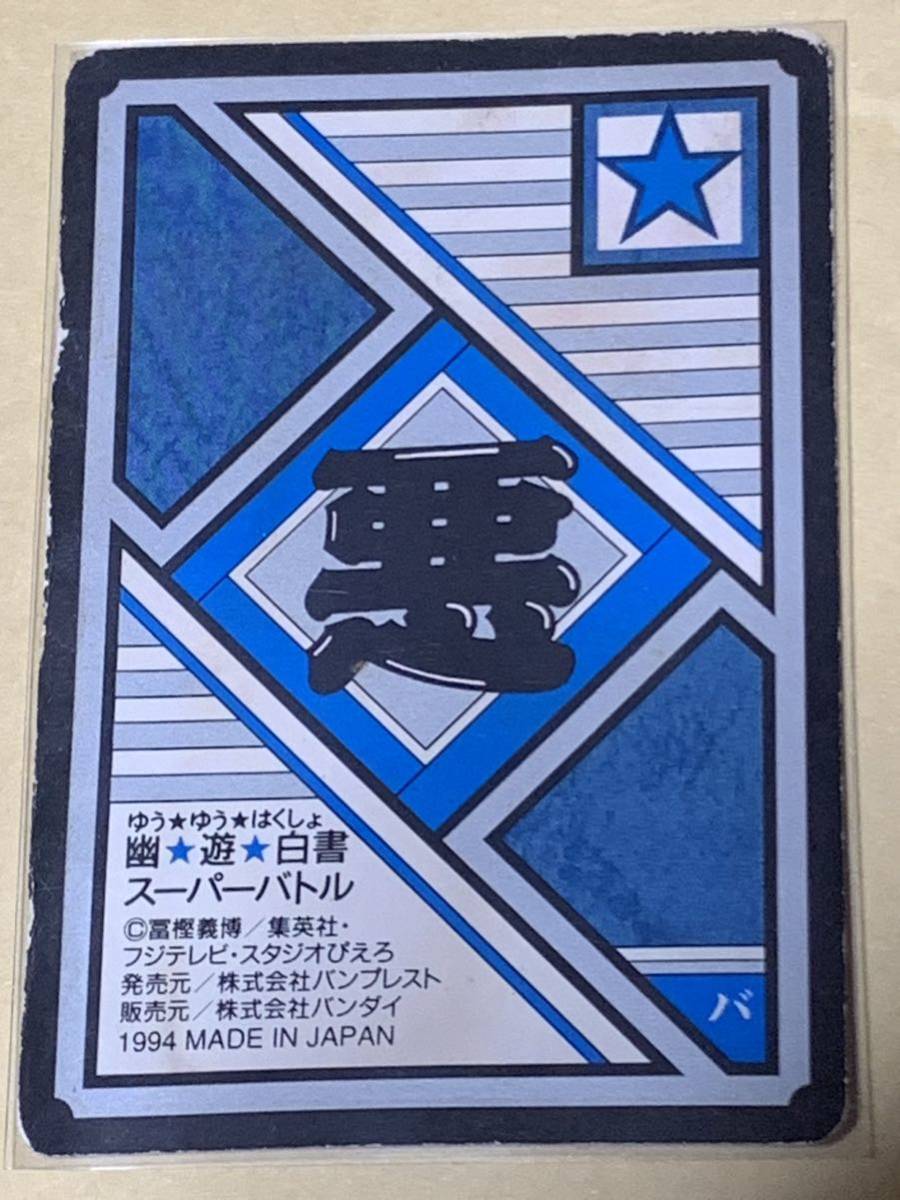 悪
ゆう★ゆう★はくしょ
幽★遊★白書
スーパーバトル
©冨樫義博／集英社・
フジテレビ・スタジオぴえろ
発売元／株式会社バンプレスト
販売元／株式会社バンダイ
1994 MADE IN JAPAN
バ